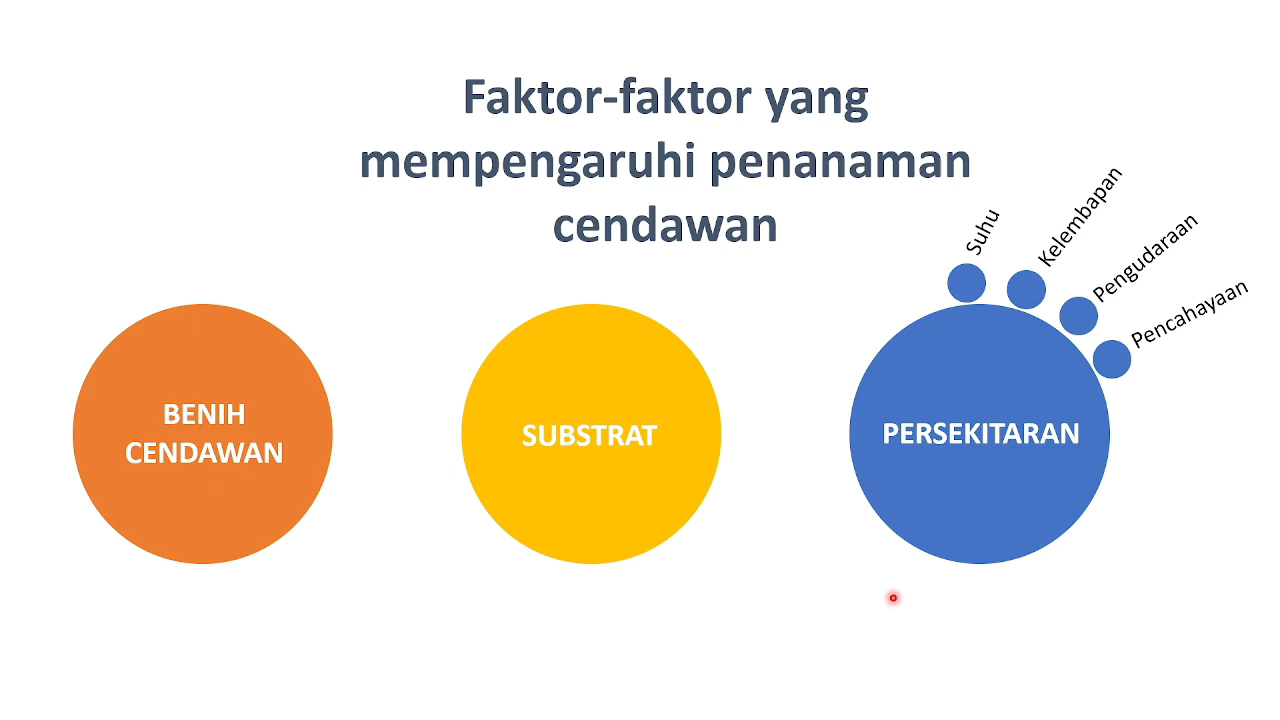 Faktor-faktor yang
mempengaruhi penanaman
cendawan
BENIH
CENDAWAN
SUBSTRAT
PERSEKITARAN
Suhu
Kelembapan
Pengudaraan
Pencahayaan